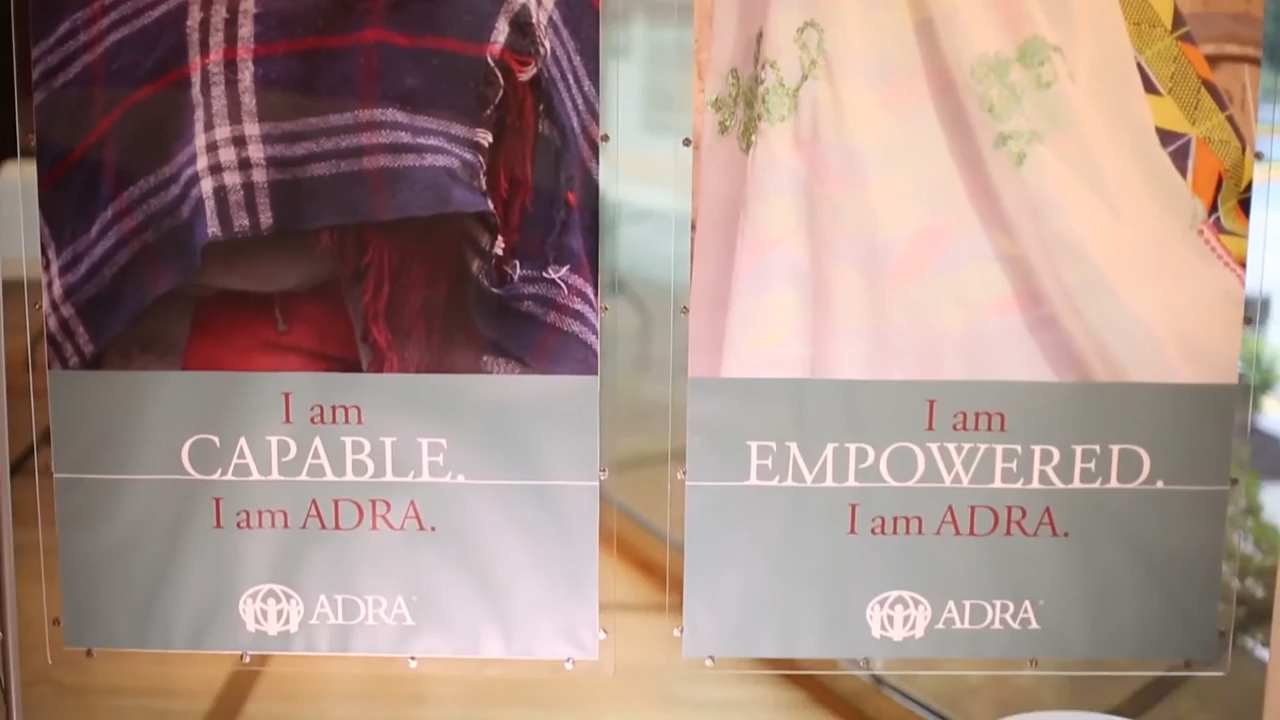 I am
CAPABLE.
I am ADRA.
ADRA
I am
EMPOWERED.
I am ADRA.
ADRA